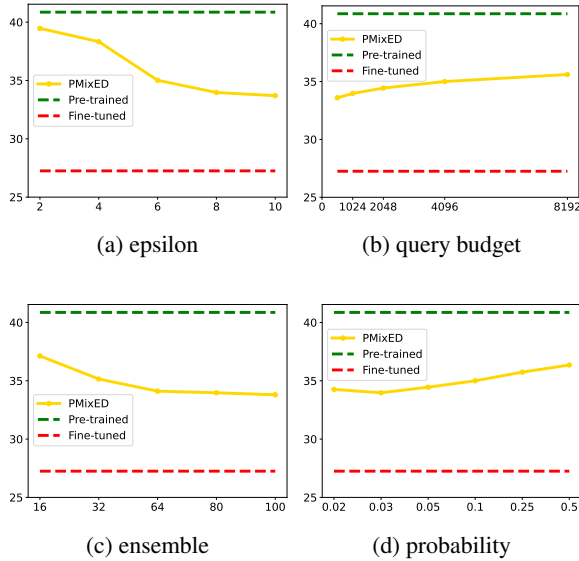 40
35
30
25
PMixED
Pre-trained
Fine-tuned
2 4 6 8 10
(a) epsilon
40
35
30
25
PMixED
Pre-trained
Fine-tuned
0 1024 2048 4096 8192
(b) query budget
40
35
30
25
PMixED
Pre-trained
Fine-tuned
16 32 64 80 100
(c) ensemble
40
35
30
25
PMixED
Pre-trained
Fine-tuned
0.02 0.03 0.05 0.1 0.25 0.5
(d) probability